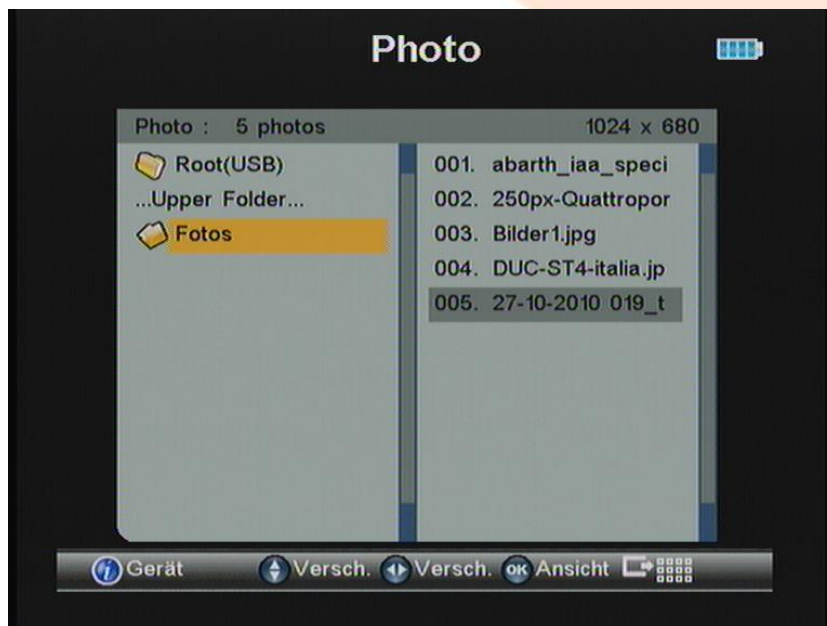 Photo
Photo : 5 photos 1024 x 680
Root(USB)
...Upper Folder...
Fotos
001. abarth_iaa_speci
002. 250px-Quattropor
003. Bilder1.jpg
004. DUC-ST4-italia.jp
005. 27-10-2010 019_t
i Gerät Versch. Versch. OK Ansicht